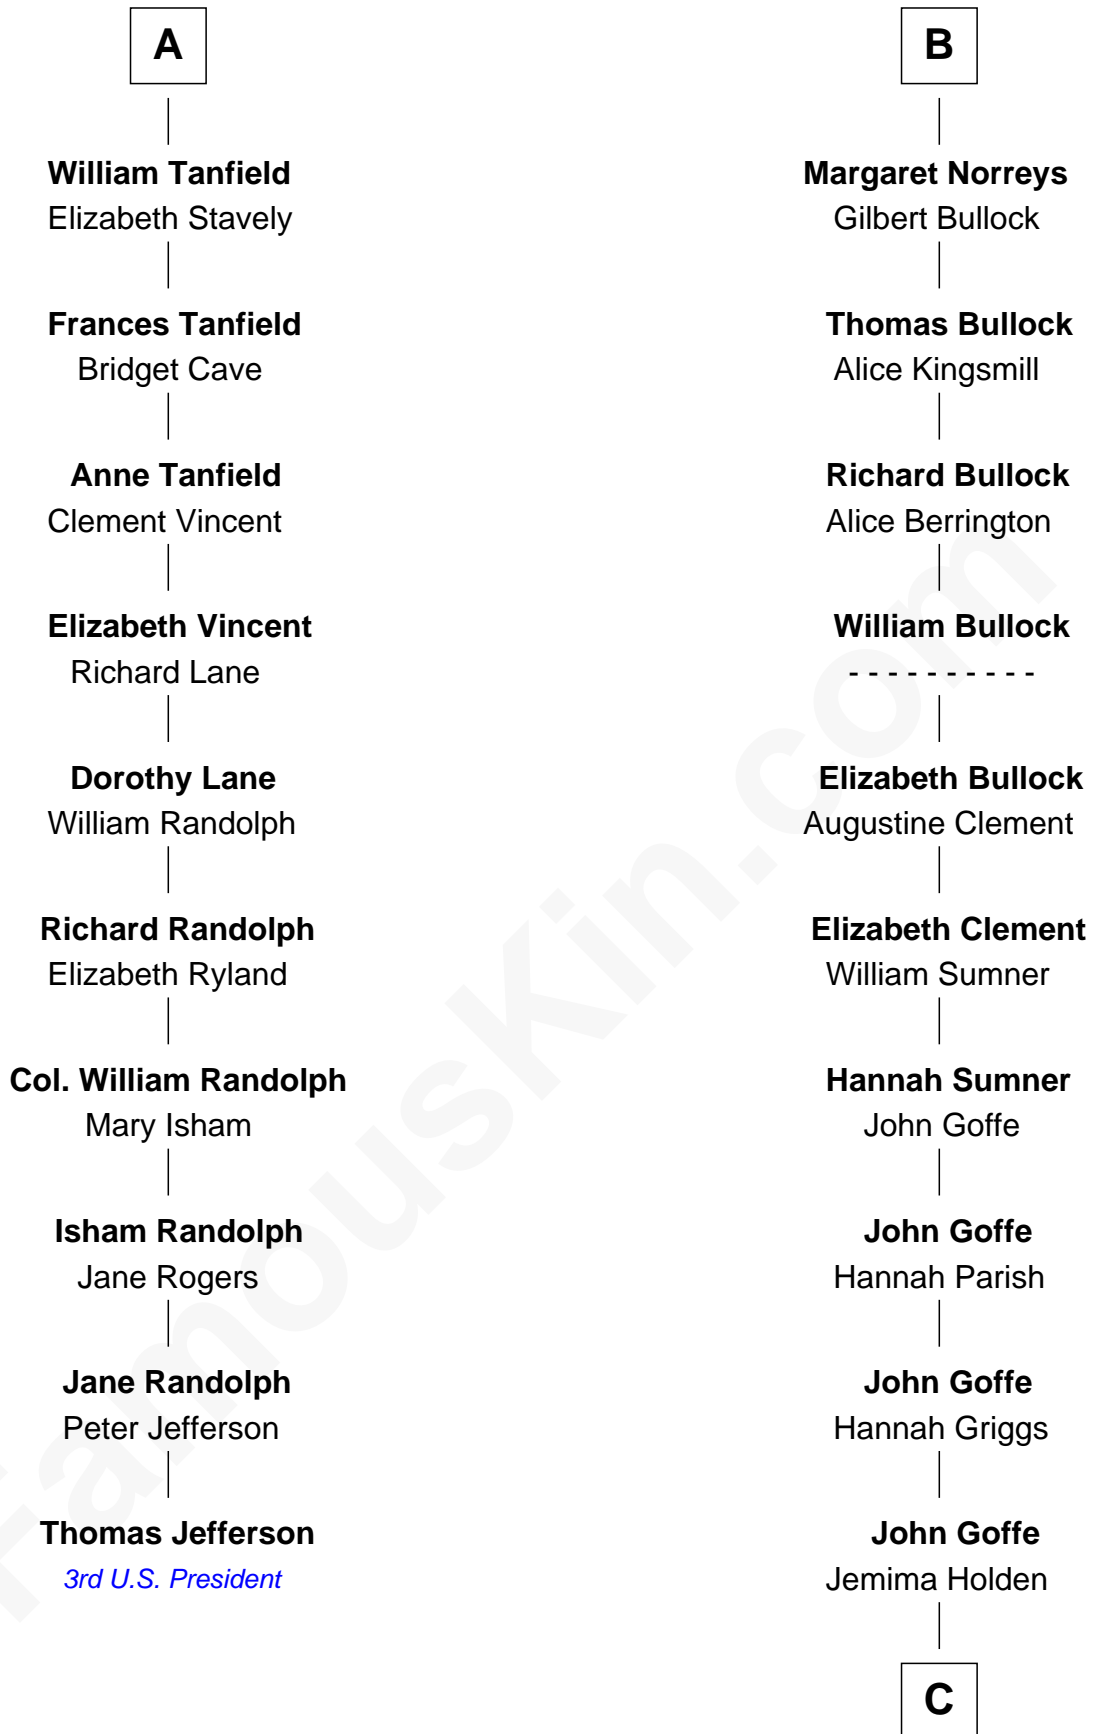 A
William Tanfield
Elizabeth Stavely
Frances Tanfield
Bridget Cave
Anne Tanfield
Clement Vincent
Elizabeth Vincent
Richard Lane
Dorothy Lane
William Randolph
Richard Randolph
Elizabeth Ryland
Col. William Randolph
Mary Isham
Isham Randolph
Jane Rogers
Jane Randolph
Peter Jefferson
Thomas Jefferson
3rd U.S. President
B
Margaret Norreys
Gilbert Bullock
Thomas Bullock
Alice Kingsmill
Richard Bullock
Alice Berrington
William Bullock
- - - - - - - - - -
Elizabeth Bullock
Augustine Clement
Elizabeth Clement
William Sumner
Hannah Sumner
John Goffe
John Goffe
Hannah Parish
John Goffe
Hannah Griggs
John Goffe
Jemima Holden
C
FamousKin.com